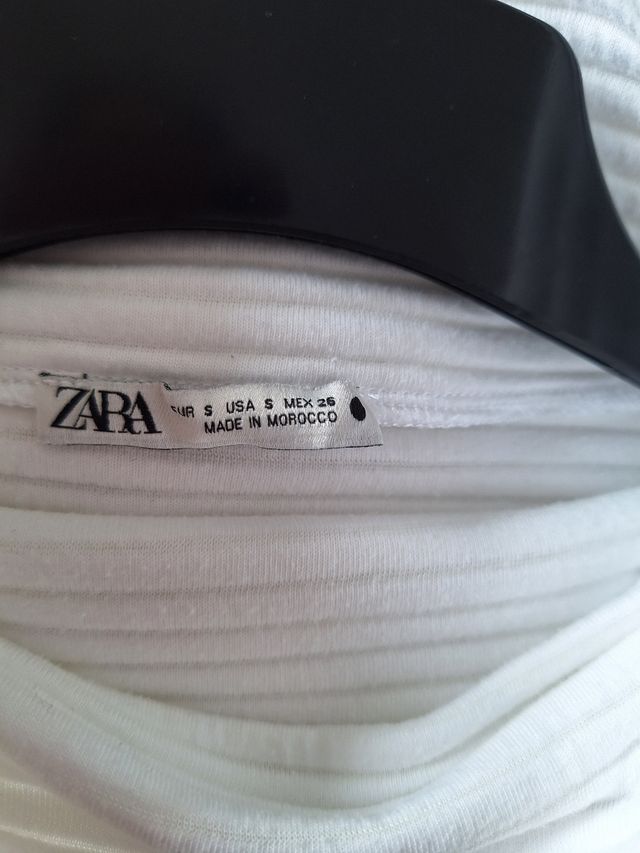 ZARA
EUR S USA S MEX 26
MADE IN MOROCCO